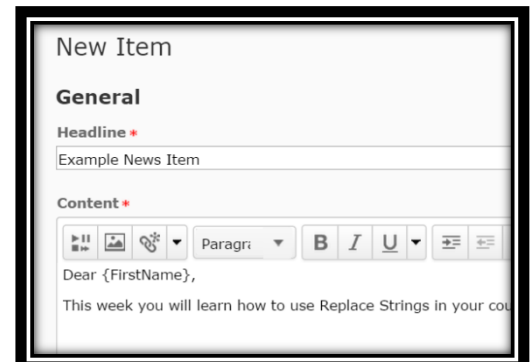 New Item
General
Headline *
Example News Item
Content *
Paragra
B I U
Dear {FirstName},
This week you will learn how to use Replace Strings in your